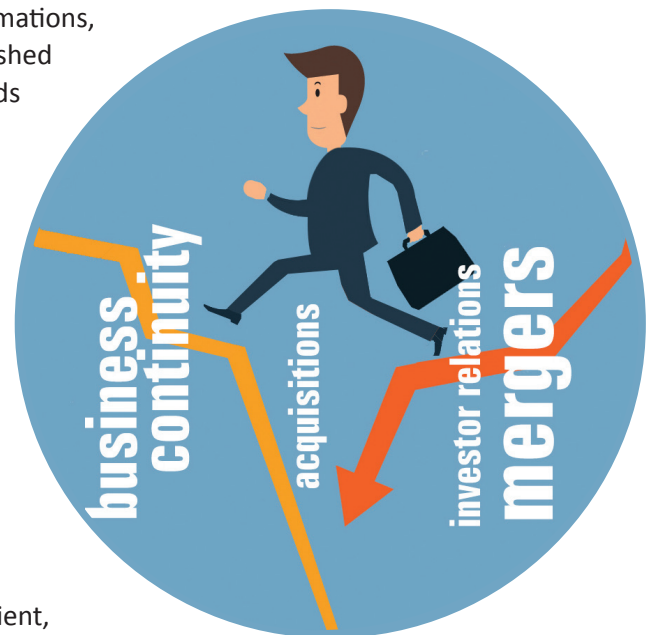 mations,
shed
ds
business
continuity
acquisitions
investor relations
mergers
ient,